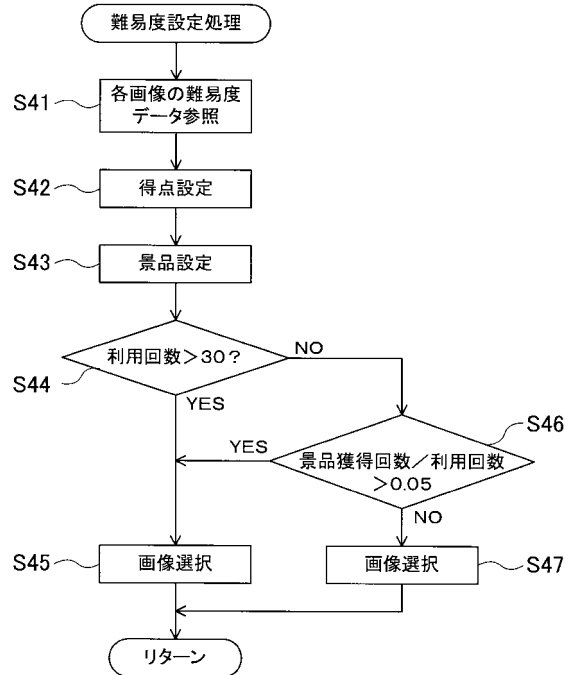 難易度設定処理
S41
各画像の難易度
データ参照
S42
得点設定
S43
景品設定
利用回数＞30？
NO
S44
YES
S46
YES
景品獲得回数／利用回数
＞0.05
NO
S45
画像選択
画像選択
S47
リターン